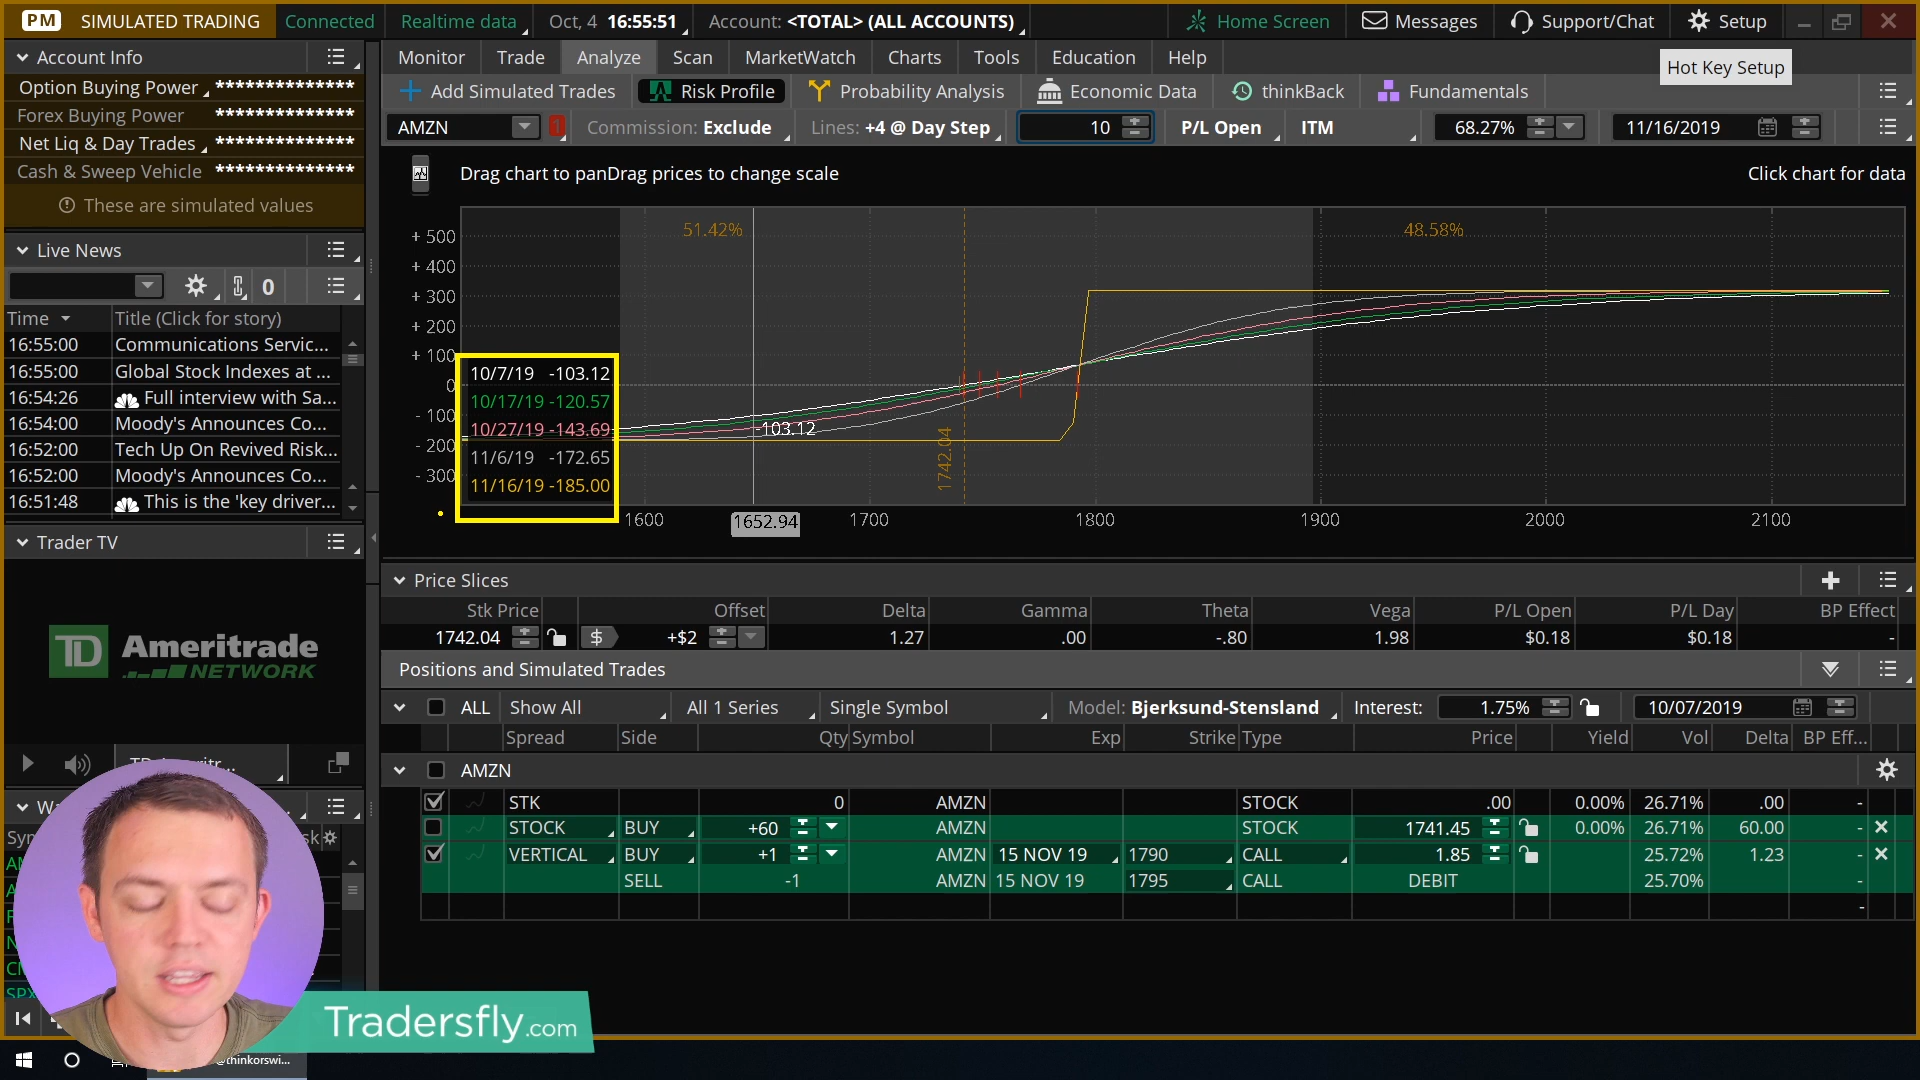 PM SIMULATED TRADING Connected Realtime data Oct, 4 16:55:51 Account: <TOTAL> (ALL ACCOUNTS) Home Screen Messages Support/Chat Setup
Account Info Monitor Trade Analyze Scan MarketWatch Charts Tools Education Help
Hot Key Setup
Option Buying Power **************
Add Simulated Trades Risk Profile Probability Analysis Economic Data thinkBack Fundamentals
Forex Buying Power **************
AMZN 1 Commission: Exclude Lines: +4 @ Day Step 10 P/L Open ITM 68.27% 11/16/2019
Net Liq & Day Trades **************
Cash & Sweep Vehicle **************
Drag chart to panDrag prices to change scale Click chart for data
These are simulated values
51.42% 48.58%
+ 500
+ 400
+ 300
+ 200
+ 100
0
- 100
- 200
- 300
10/7/19 -103.12
10/17/19 -120.57
10/27/19 -143.69
11/6/19 -172.65
11/16/19 -185.00
-103.12
1742.04
1600 1652.94 1700 1800 1900 2000 2100
Live News
0
Time Title (Click for story)
16:55:00 Communications Servic...
16:55:00 Global Stock Indexes at ...
16:54:26 Full interview with Sa...
16:54:00 Moody's Announces Co...
16:52:00 Tech Up On Revived Risk...
16:52:00 Moody's Announces Co...
16:51:48 This is the 'key driver...
Trader TV
TD Ameritrade
NETWORK
Price Slices
Stk Price Offset Delta Gamma Theta Vega P/L Open P/L Day BP Effect
1742.04 $ +$2 1.27 .00 -.80 1.98 $0.18 $0.18 -
Positions and Simulated Trades
ALL Show All All 1 Series Single Symbol Model: Bjerksund-Stensland Interest: 1.75% 10/07/2019
Spread Side Qty Symbol Exp Strike Type Price Yield Vol Delta BP Eff...
AMZN
STK 0 AMZN STOCK .00 0.00% 26.71% .00 -
STOCK BUY +60 AMZN STOCK 1741.45 0.00% 26.71% 60.00 -
VERTICAL BUY +1 AMZN 15 NOV 19 1790 CALL 1.85 25.72% 1.23 -
SELL -1 AMZN 15 NOV 19 1795 CALL DEBIT 25.70% -
-
SPX
Tradersfly.com
@thinkorswi...